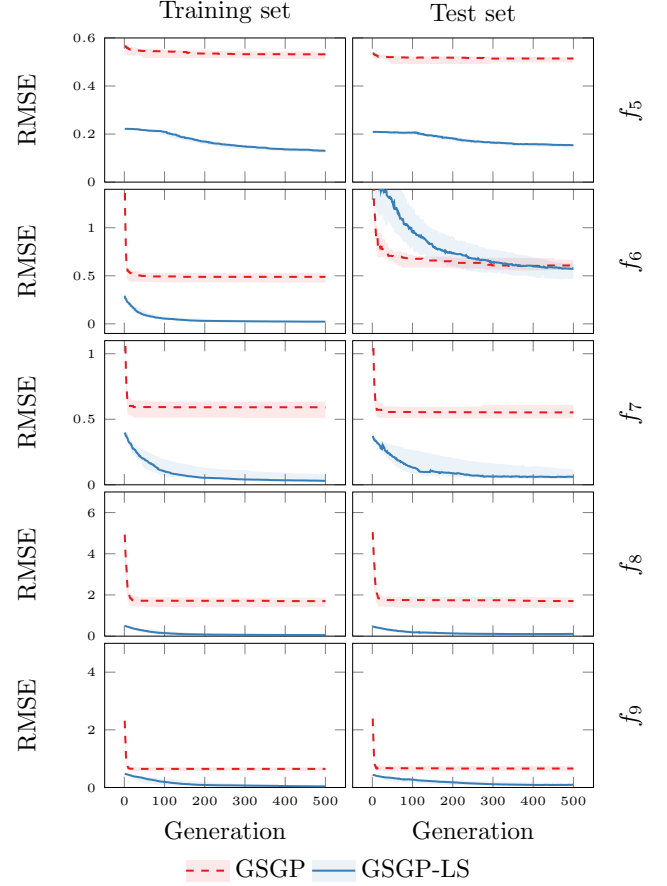 Training set Test set
0.6
0.4
0.2
0
RMSE
f5
1
0.5
0
RMSE
f6
1
0.5
0
RMSE
f7
6
4
2
0
RMSE
f8
4
2
0
RMSE
f9
0 100 200 300 400 500 0 100 200 300 400 500
Generation Generation
GSGP GSGP-LS